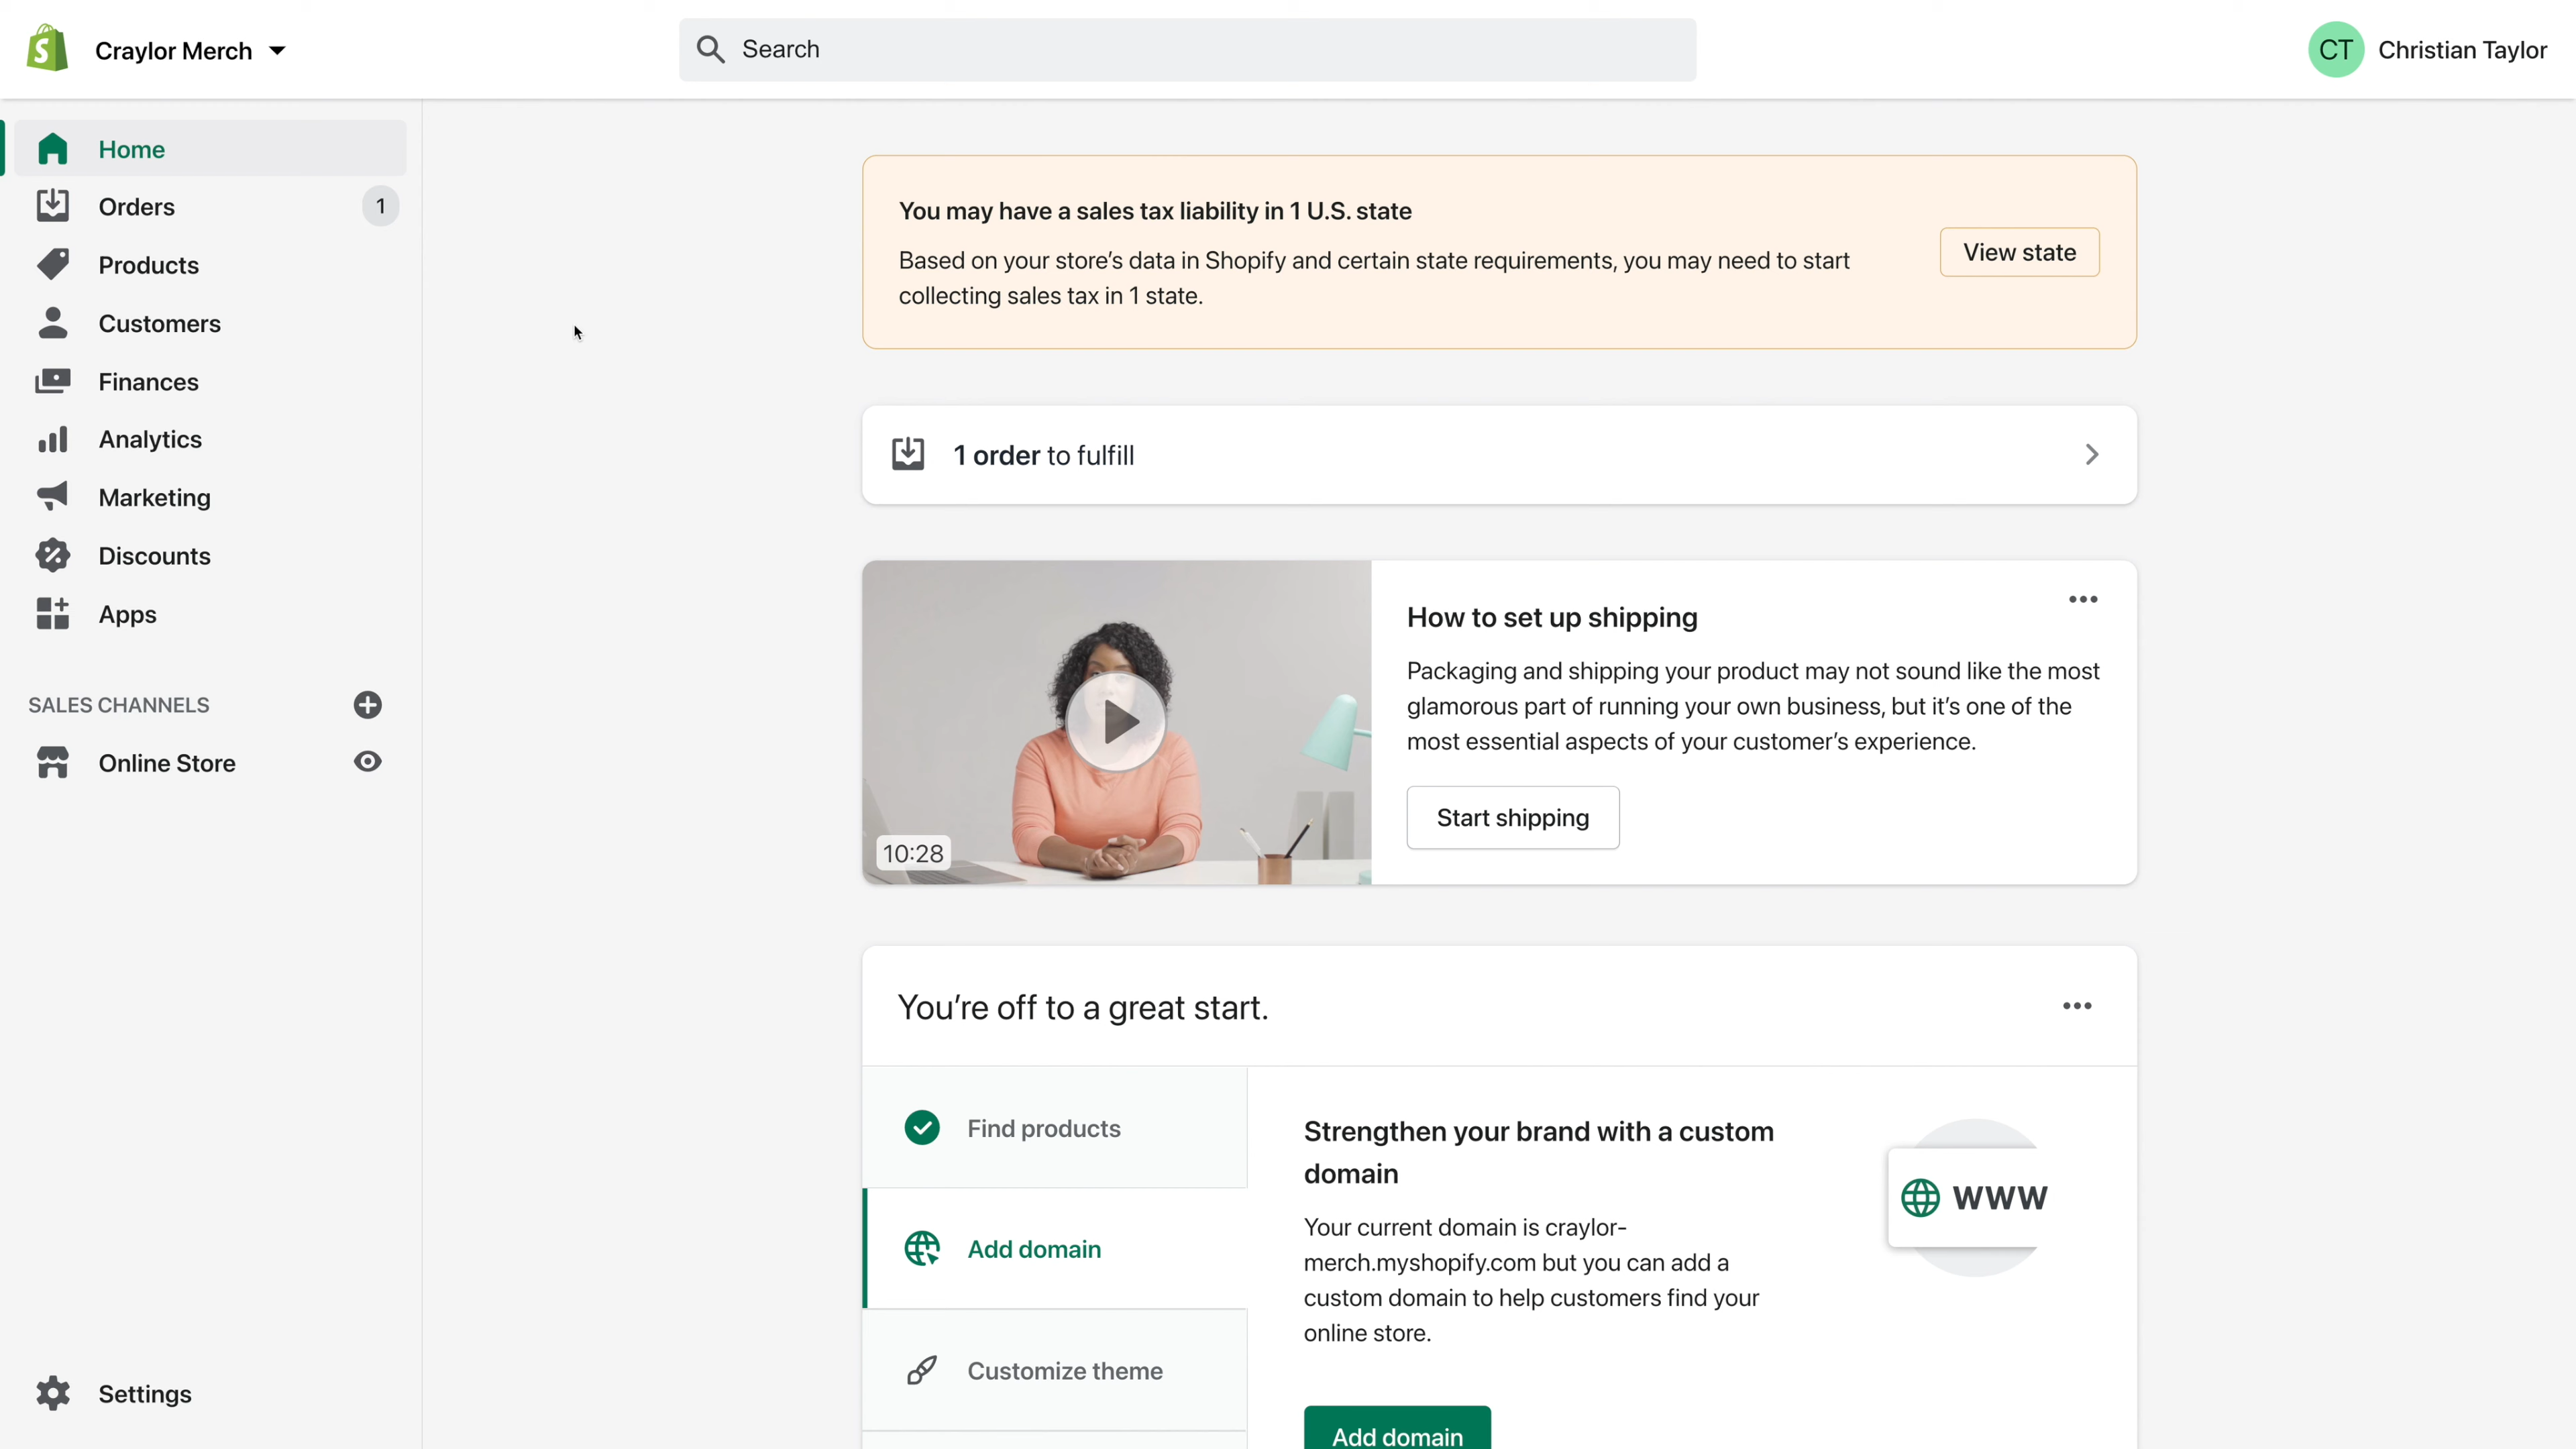 Craylor Merch
Search
CT
Christian Taylor
Home
Orders
1
Products
Customers
Finances
Analytics
Marketing
Discounts
Apps
SALES CHANNELS
Online Store
Settings
You may have a sales tax liability in 1 U.S. state
Based on your store’s data in Shopify and certain state requirements, you may need to start
collecting sales tax in 1 state.
View state
1 order to fulfill
10:28
How to set up shipping
Packaging and shipping your product may not sound like the most
glamorous part of running your own business, but it’s one of the
most essential aspects of your customer’s experience.
Start shipping
You’re off to a great start.
Find products
Add domain
Customize theme
Strengthen your brand with a custom
domain
Your current domain is craylor-
merch.myshopify.com but you can add a
custom domain to help customers find your
online store.
Add domain
WWW